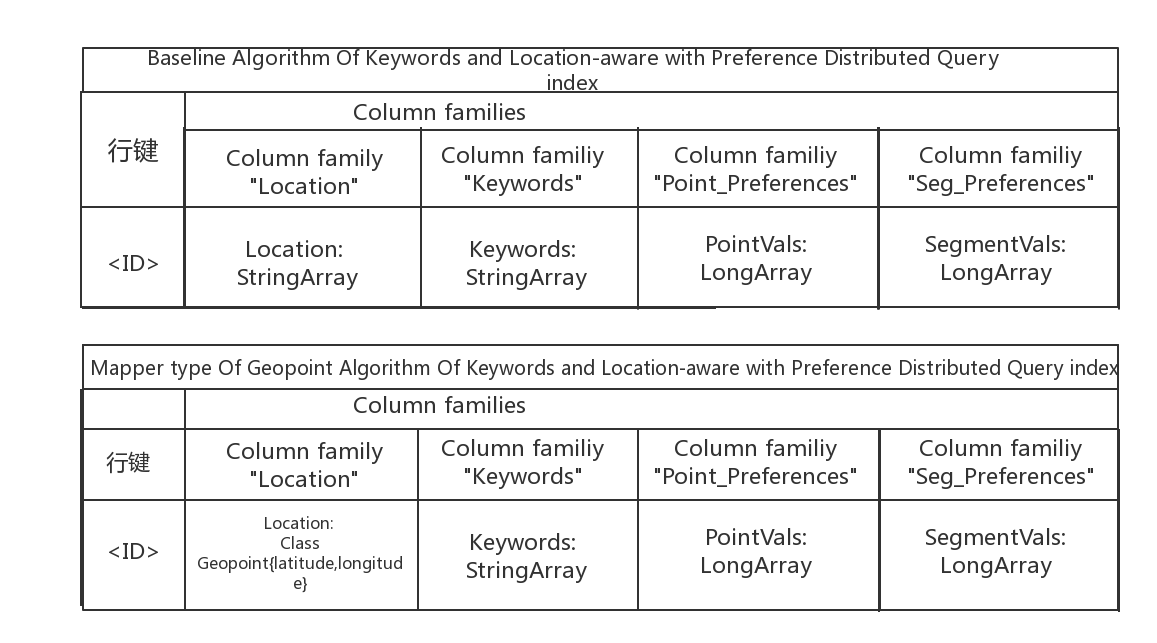 Baseline Algorithm Of Keywords and Location-aware with Preference Distributed Query
index
Column families
行键
Column family
"Location"
Column familiy
"Keywords"
Column familiy
"Point_Preferences"
Column familiy
"Seg_Preferences"
<ID>
Location:
StringArray
Keywords:
StringArray
PointVals:
LongArray
SegmentVals:
LongArray
Mapper type Of Geopoint Algorithm Of Keywords and Location-aware with Preference Distributed Query index
Column families
行键
Column family
"Location"
Column familiy
"Keywords"
Column familiy
"Point_Preferences"
Column familiy
"Seg_Preferences"
<ID>
Location:
Class
Geopoint{latitude,longitud
e}
Keywords:
StringArray
PointVals:
LongArray
SegmentVals:
LongArray